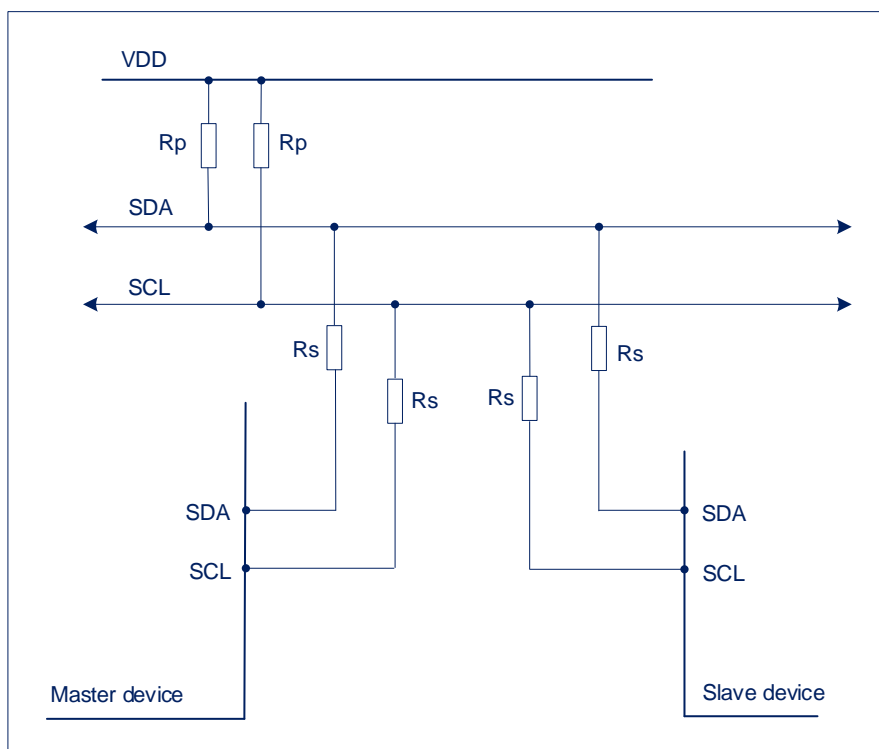 VDD
Rp
Rp
SDA
SCL
Rs
Rs
Rs
Rs
SDA
SDA
SCL
SCL
Master device
Slave device